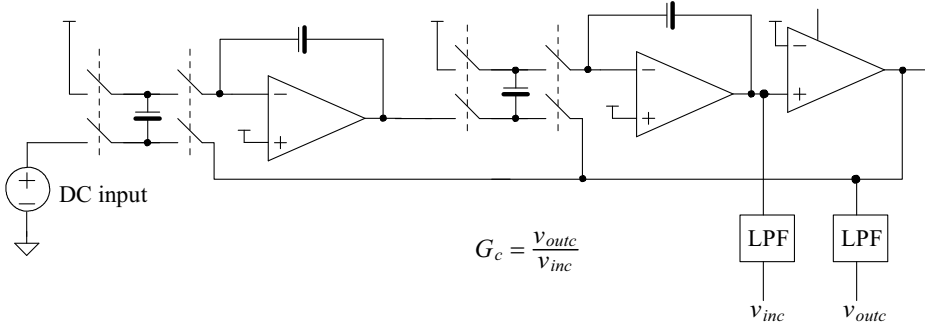 DC input
LPF
LPF
G_c = v_outc / v_inc
v_inc
v_outc